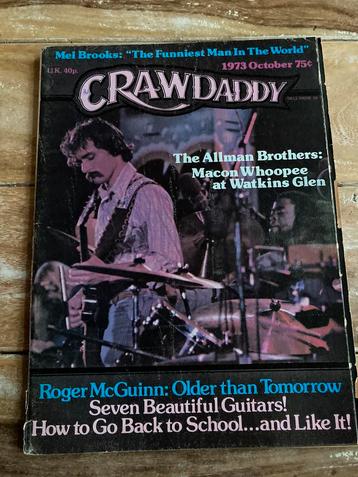 Mel Brooks: "The Funniest Man In The World"
U.K. 40p.
1973 October 75¢
CRAWDADDY
The Allman Brothers:
Macon Whoopee
at Watkins Glen
Roger McGuinn: Older than Tomorrow
Seven Beautiful Guitars!
How to Go Back to School...and Like It!